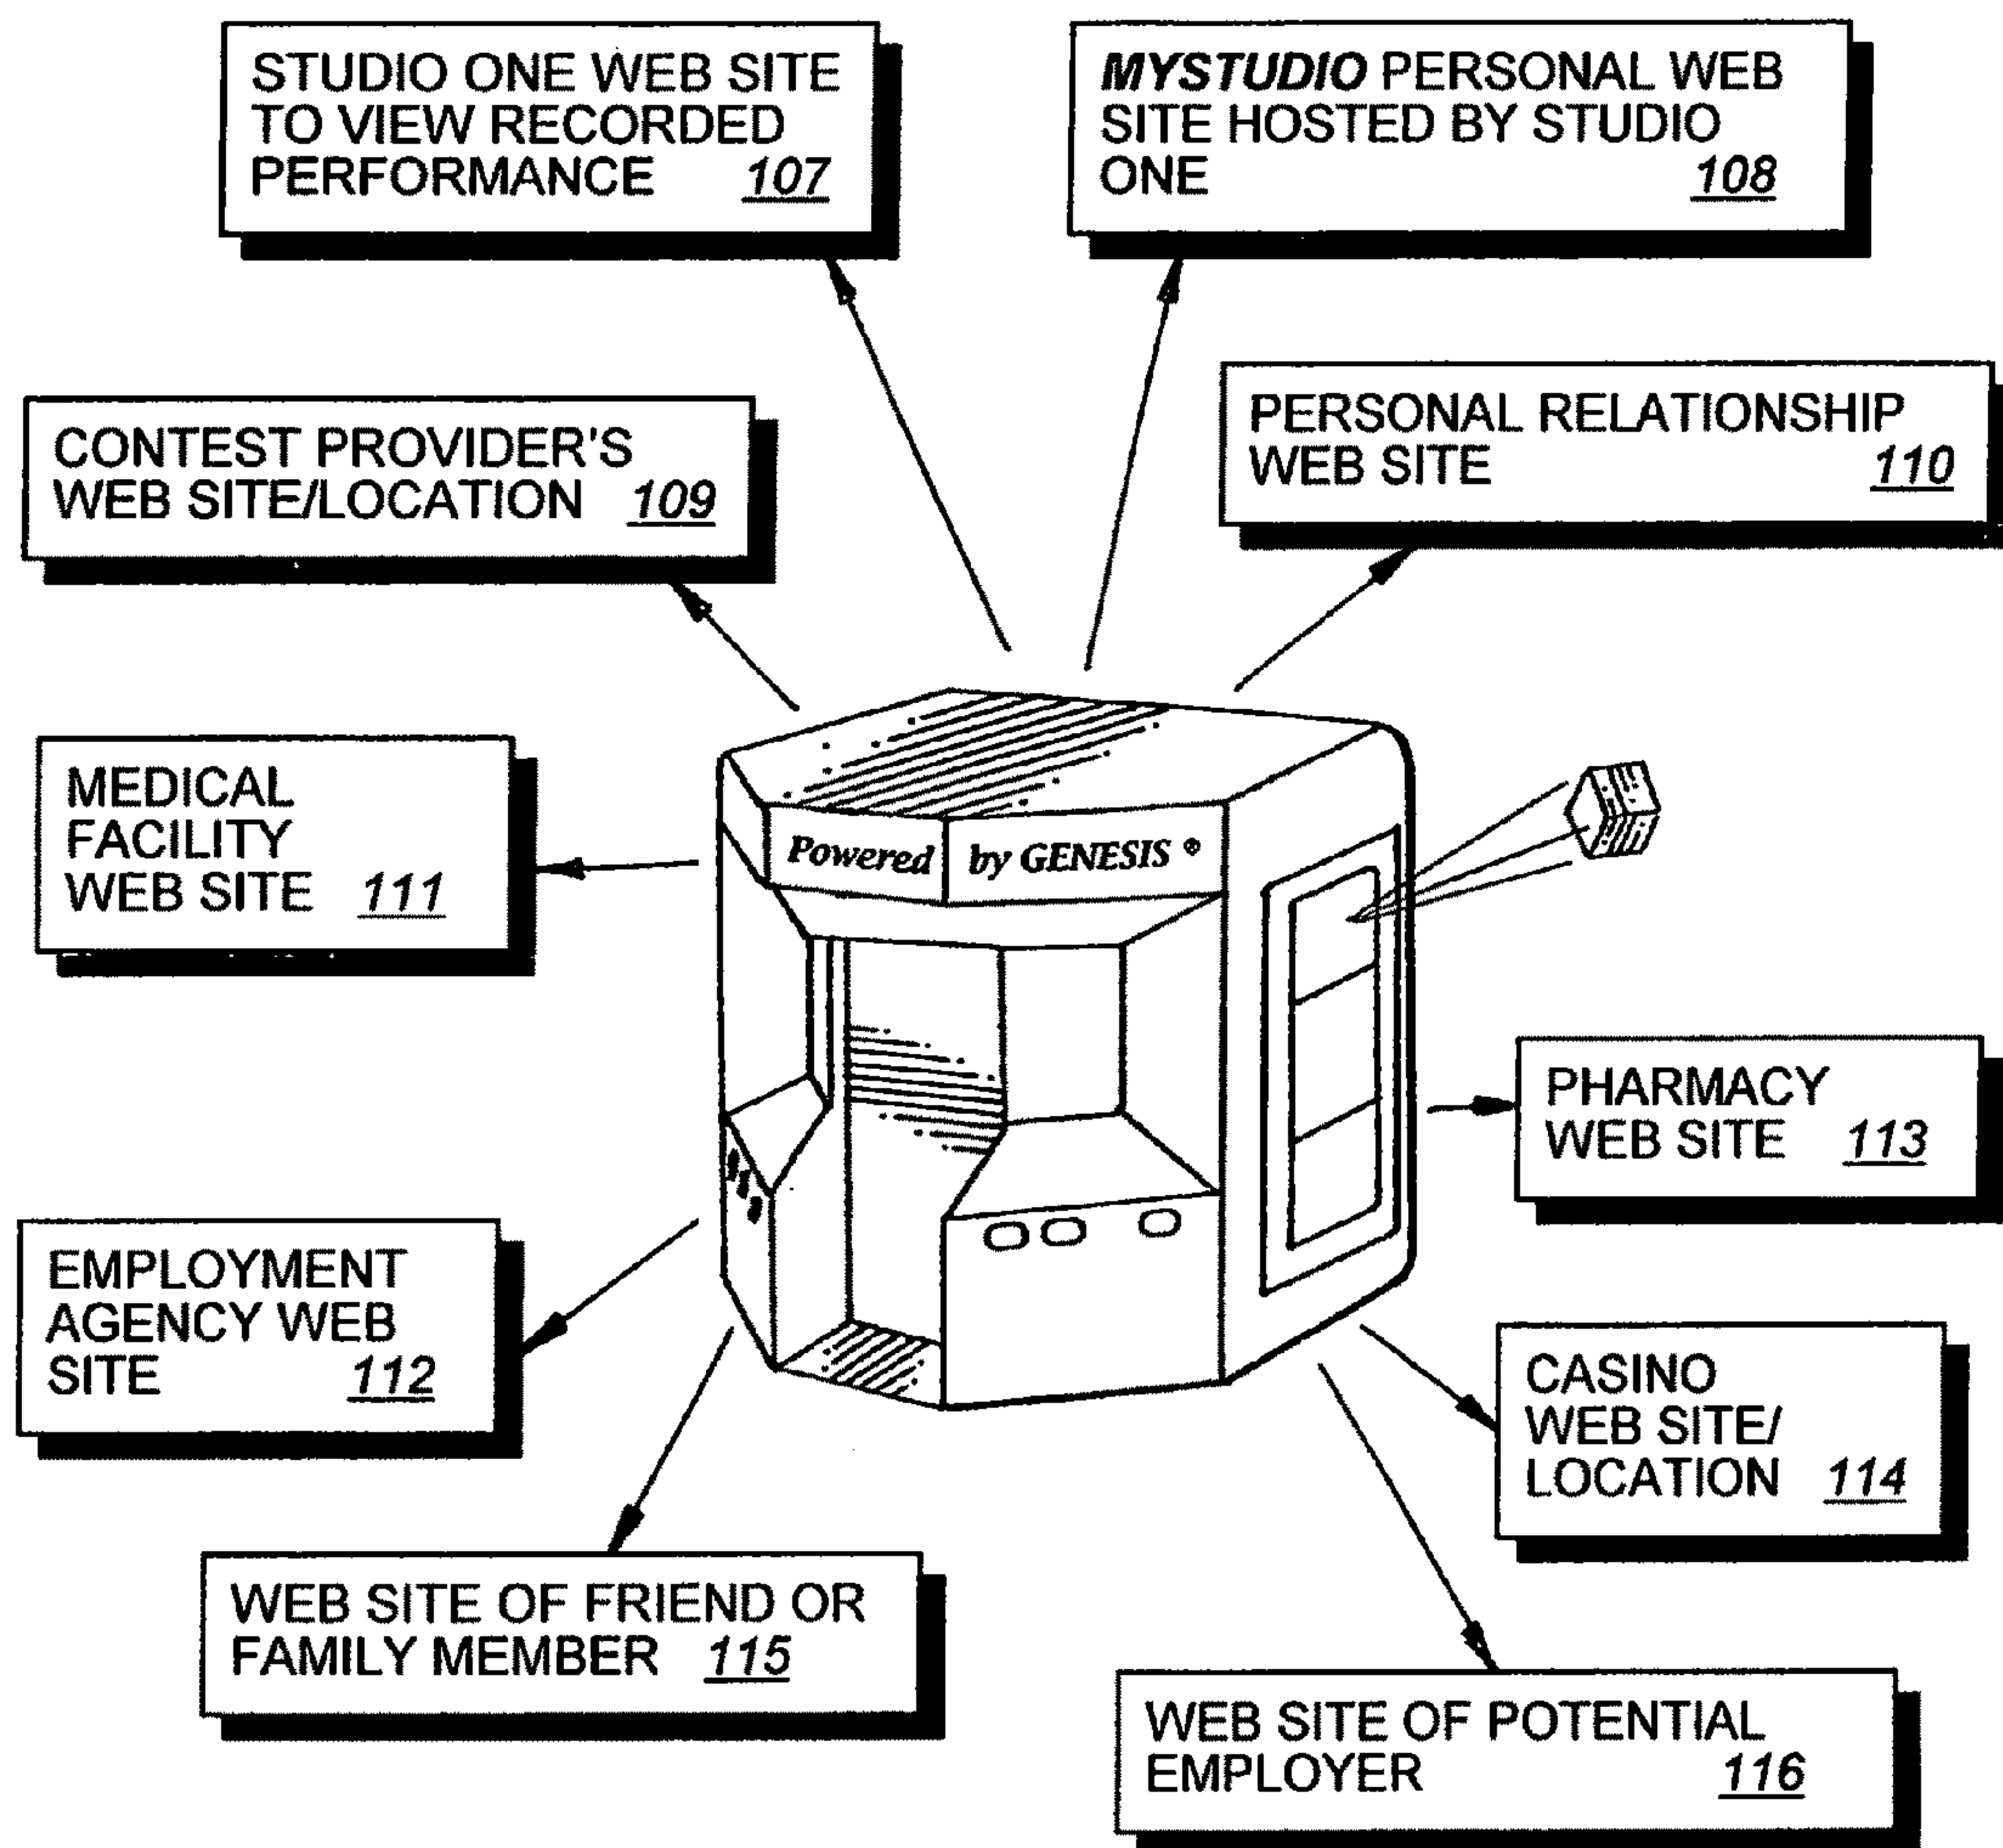 STUDIO ONE WEB SITE
TO VIEW RECORDED
PERFORMANCE 107
MYSTUDIO PERSONAL WEB
SITE HOSTED BY STUDIO
ONE 108
CONTEST PROVIDER'S
WEB SITE/LOCATION 109
PERSONAL RELATIONSHIP
WEB SITE 110
MEDICAL
FACILITY
WEB SITE 111
Powered by GENESIS ®
PHARMACY
WEB SITE 113
EMPLOYMENT
AGENCY WEB
SITE 112
CASINO
WEB SITE/
LOCATION 114
WEB SITE OF FRIEND OR
FAMILY MEMBER 115
WEB SITE OF POTENTIAL
EMPLOYER 116